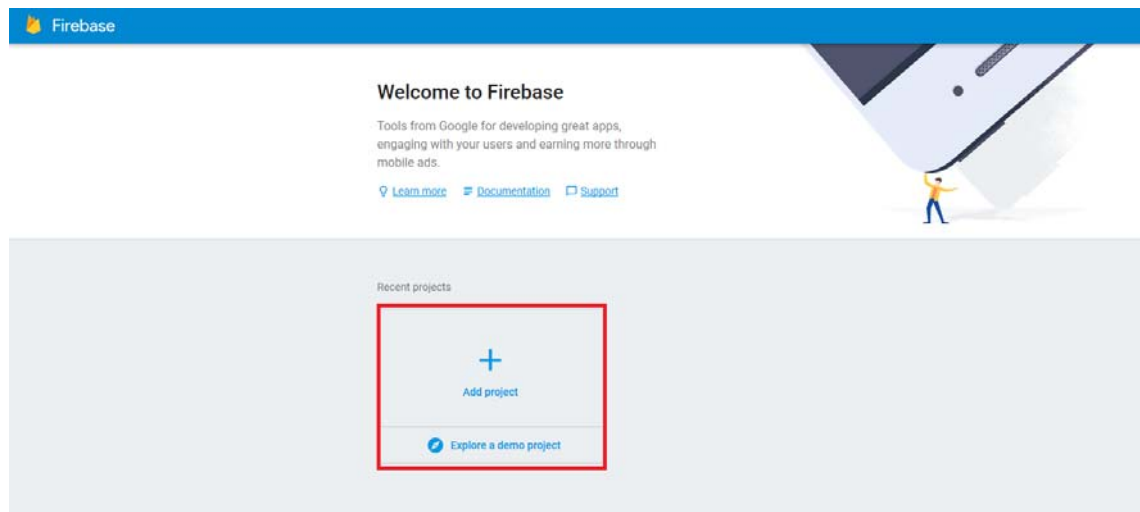 Firebase
Welcome to Firebase
Tools from Google for developing great apps,
engaging with your users and earning more through
mobile ads.
Learn more Documentation Support
Recent projects
Add project
Explore a demo project